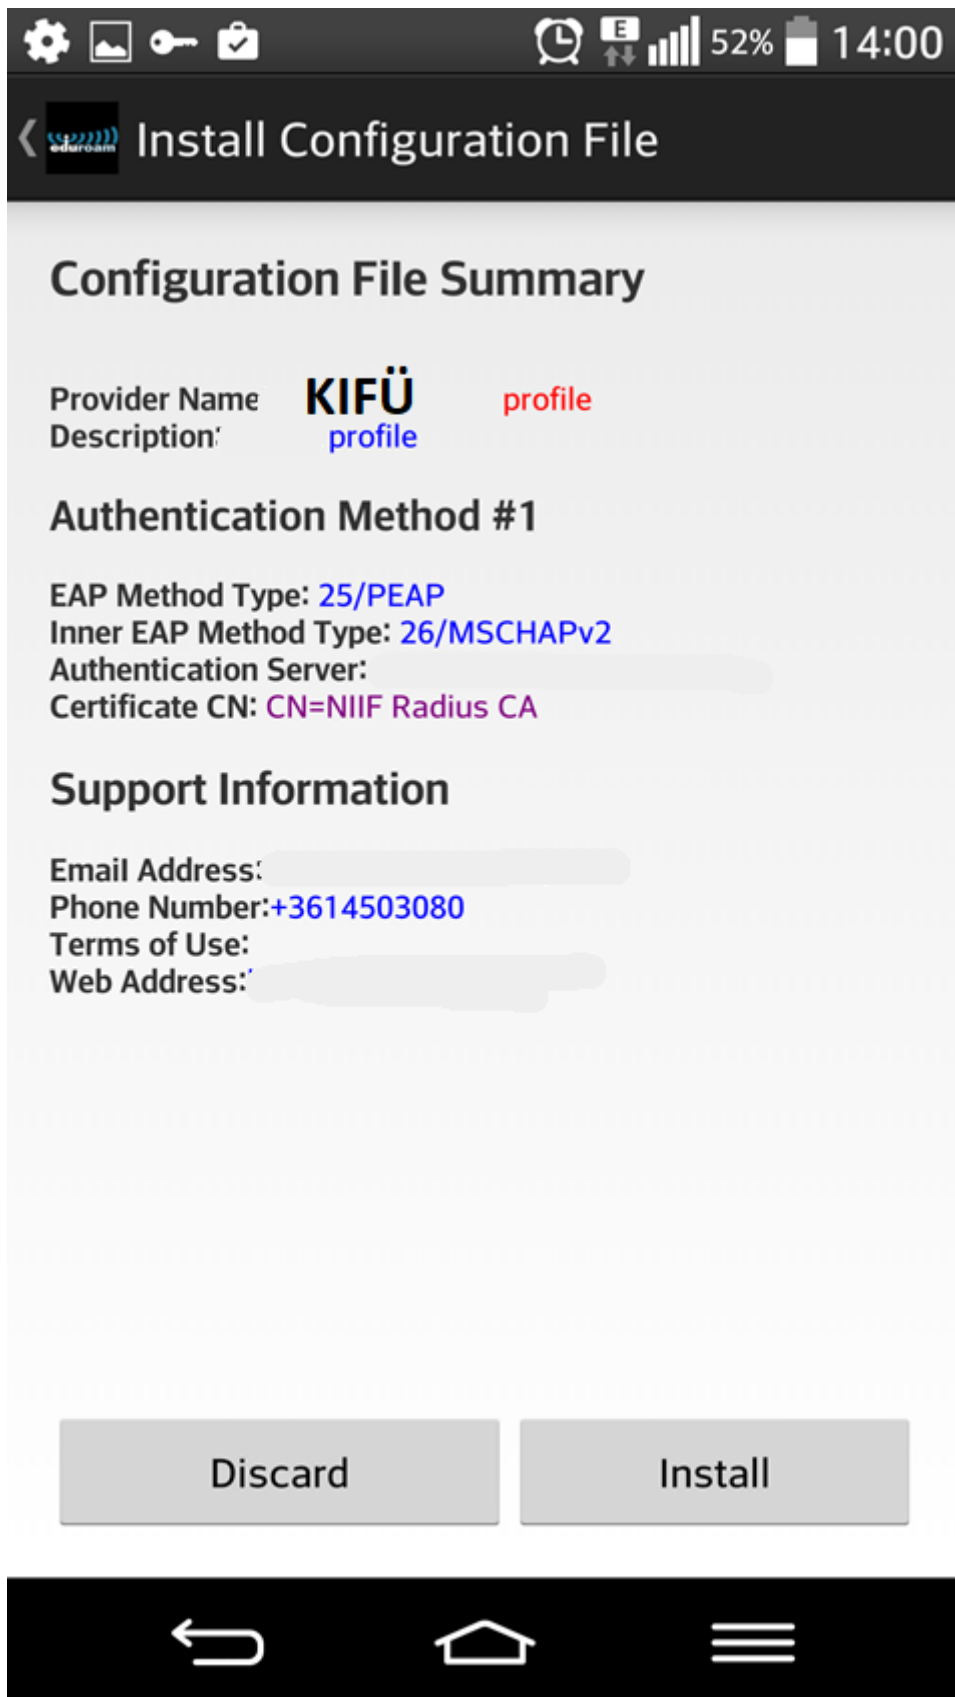 E 52% 14:00
eduroam Install Configuration File
Configuration File Summary
Provider Name KIFÜ profile
Description: profile
Authentication Method #1
EAP Method Type: 25/PEAP
Inner EAP Method Type: 26/MSCHAPv2
Authentication Server:
Certificate CN: CN=NIIF Radius CA
Support Information
Email Address:
Phone Number:+3614503080
Terms of Use:
Web Address:
Discard Install